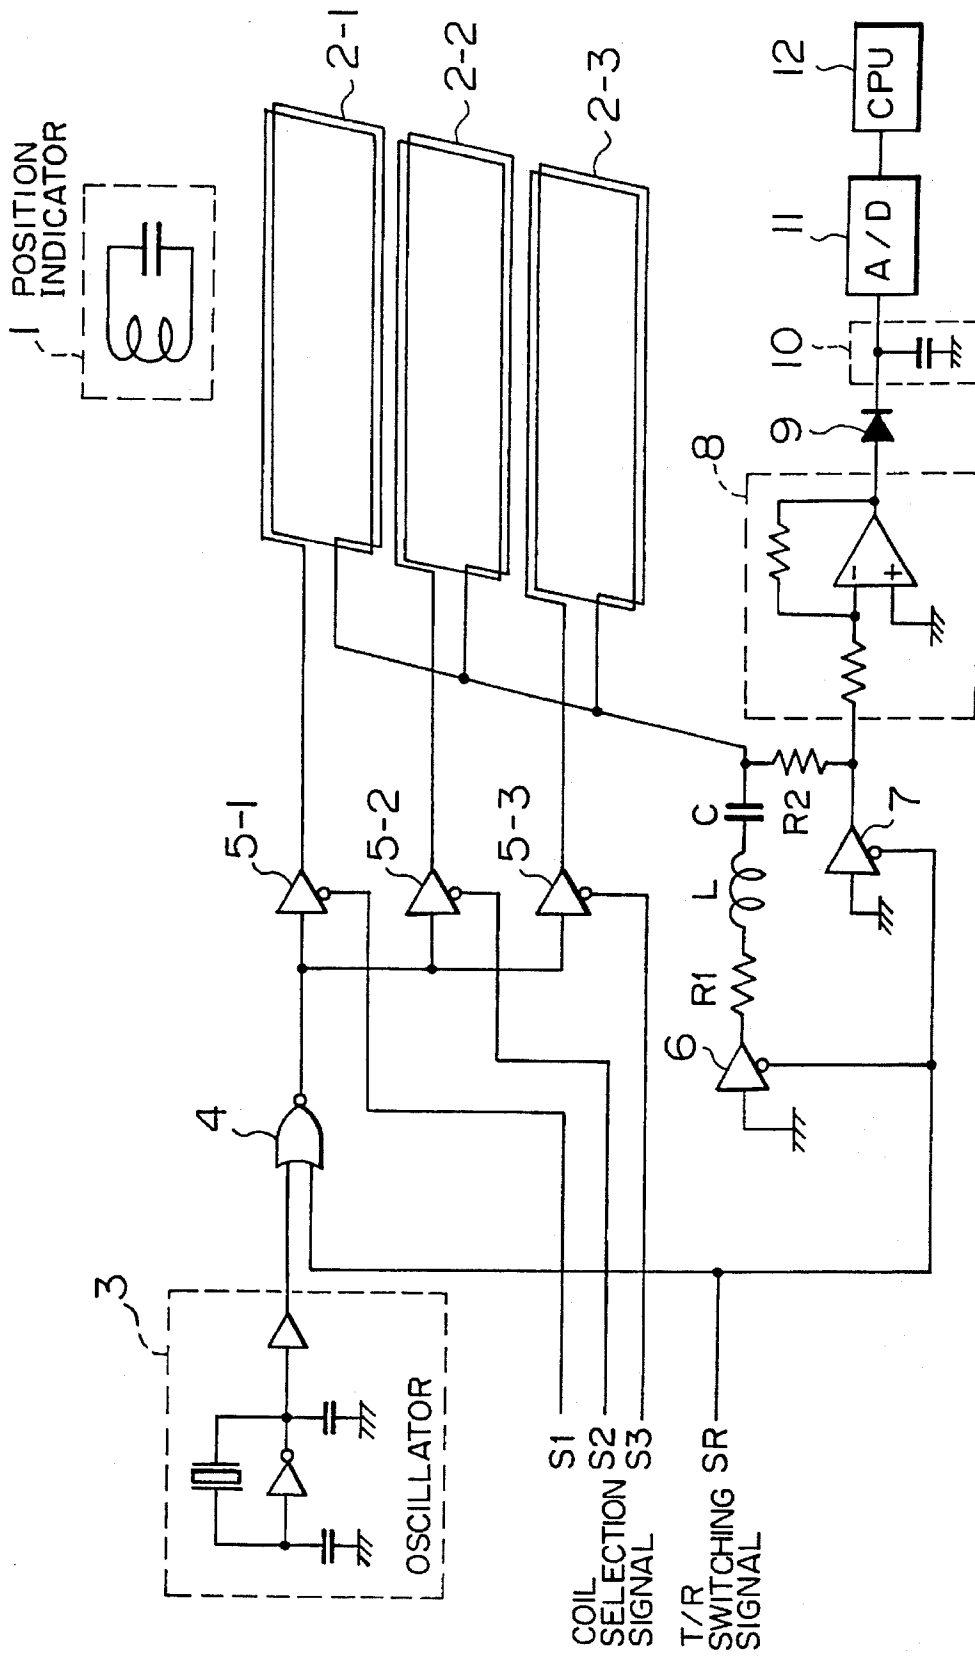 1 POSITION
INDICATOR
2-1
2-2
2-3
3
OSCILLATOR
4
5-1
5-2
5-3
S1
COIL
SELECTION S2
SIGNAL S3
T/R
SWITCHING SR
SIGNAL
6
R1
L
C
R2
7
8
-
+
9
10
11
A/D
12
CPU